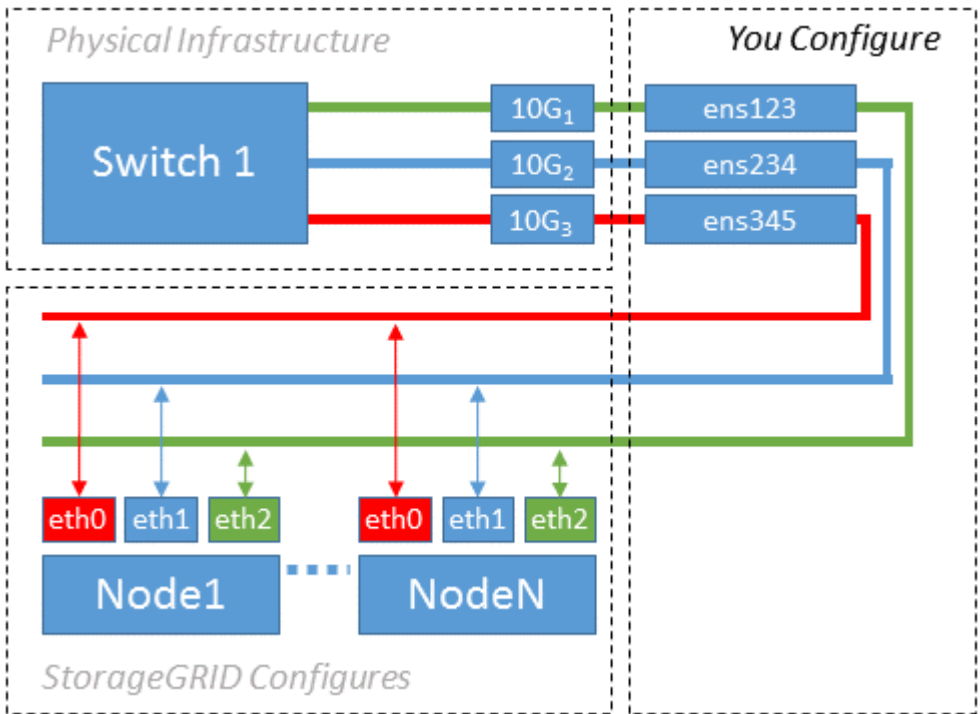 Physical Infrastructure
You Configure
Switch 1
10G₁
ens123
10G₂
ens234
10G₃
ens345
eth0 eth1 eth2 eth0 eth1 eth2
Node1 NodeN
StorageGRID Configures